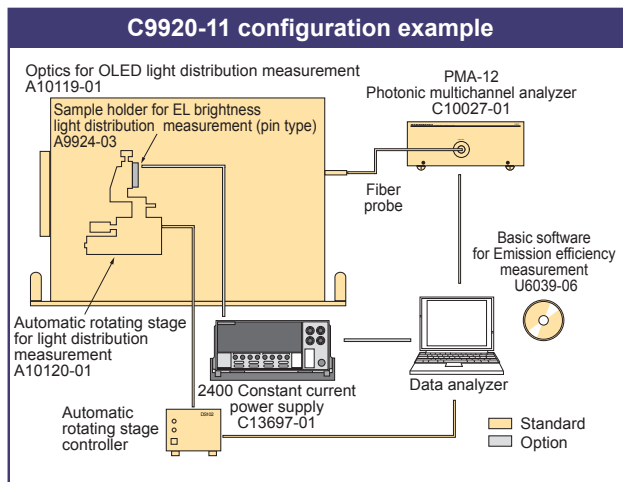 C9920-11 configuration example
Optics for OLED light distribution measurement
A10119-01
Sample holder for EL brightness
light distribution measurement (pin type)
A9924-03
PMA-12
Photonic multichannel analyzer
C10027-01
Fiber
probe
Basic software
for Emission efficiency
measurement
U6039-06
Automatic rotating stage
for light distribution
measurement
A10120-01
2400 Constant current
power supply
C13697-01
Data analyzer
Automatic
rotating stage
controller
Standard
Option